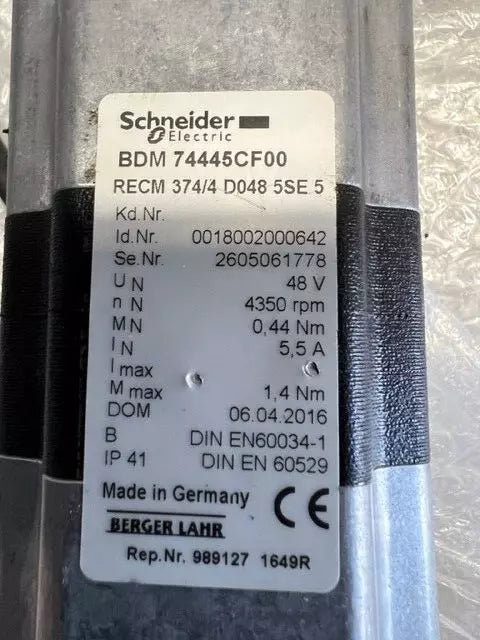 Schneider
Electric
BDM 74445CF00
RECM 374/4 D048 5SE 5
Kd.Nr.
Id.Nr. 0018002000642
Se.Nr. 2605061778
U N 48 V
n N 4350 rpm
M N 0,44 Nm
I N 5,5 A
I max
M max 1,4 Nm
DOM 06.04.2016
B DIN EN60034-1
IP 41 DIN EN 60529
Made in Germany CE
BERGER LAHR
Rep.Nr. 989127 1649R